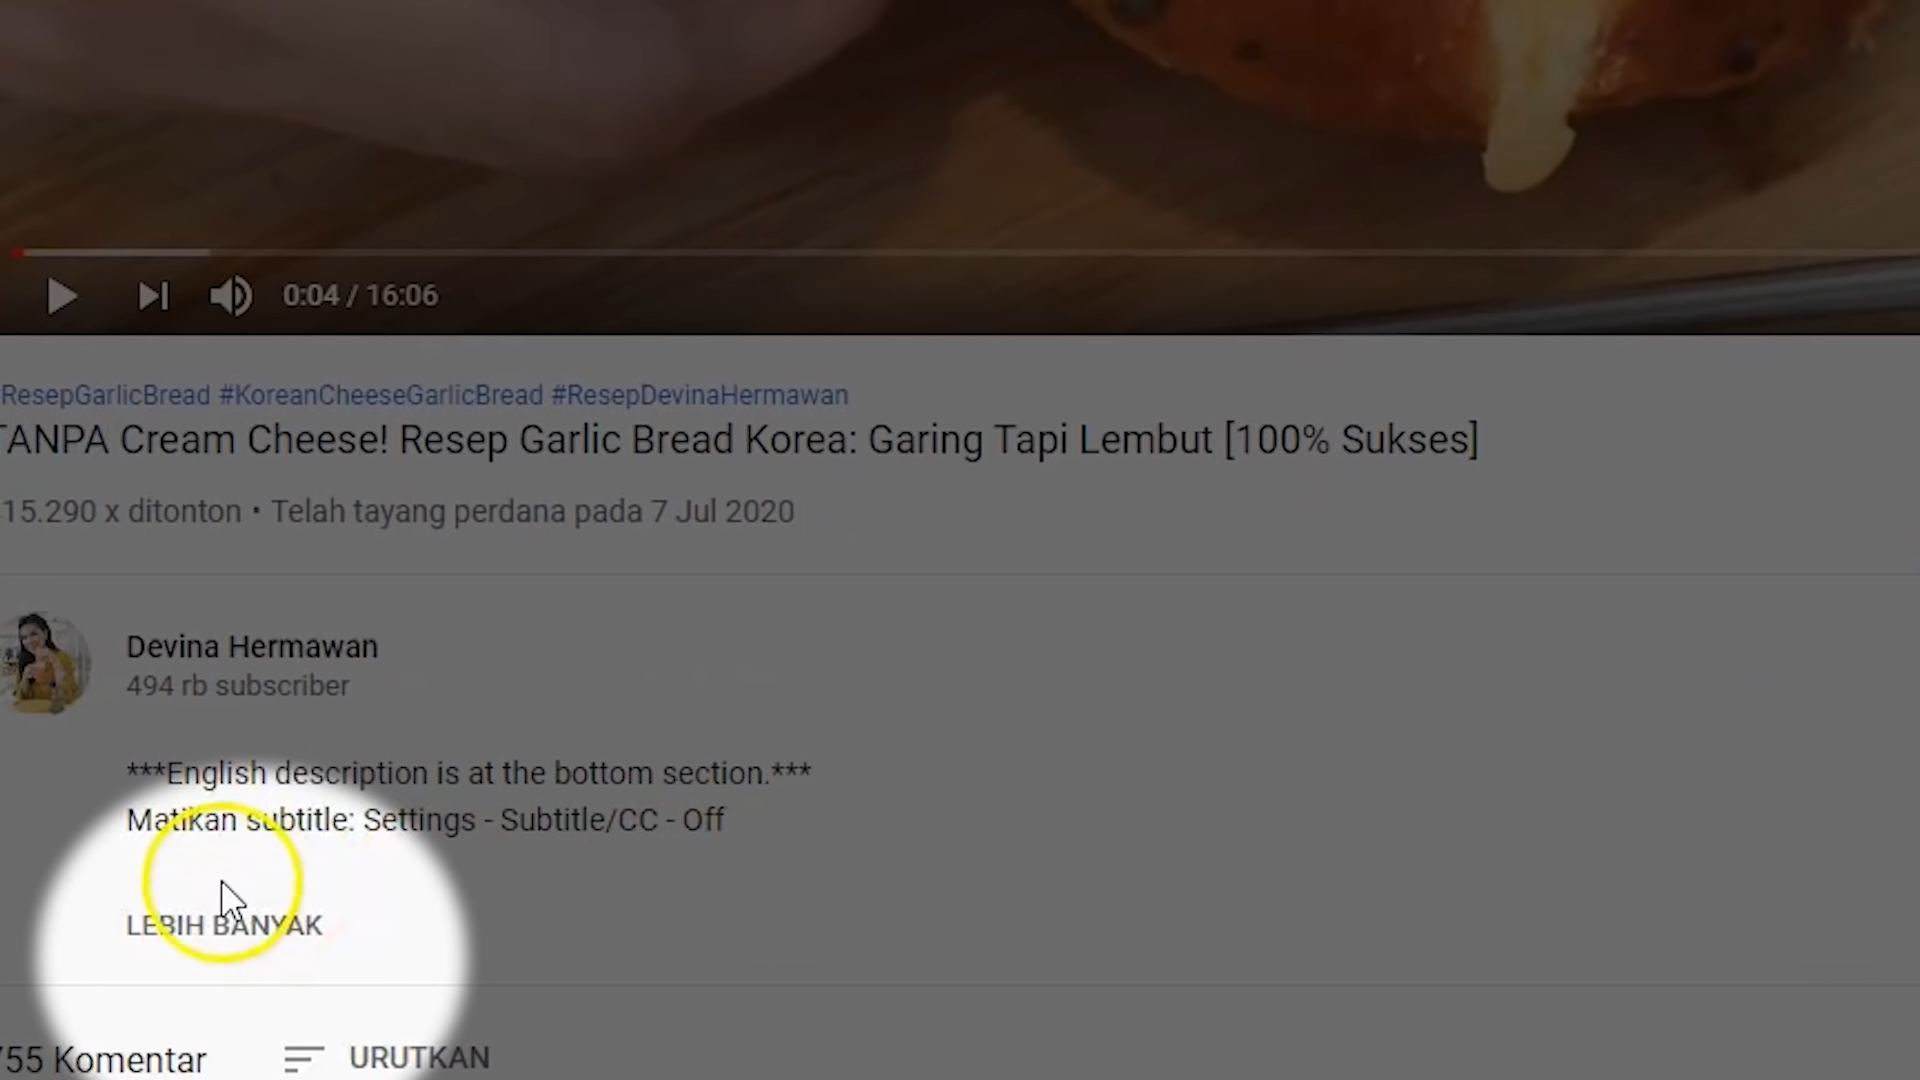 0:04 / 16:06
ResepGarlicBread #KoreanCheeseGarlicBread #ResepDevinaHermawan
TANPA Cream Cheese! Resep Garlic Bread Korea: Garing Tapi Lembut [100% Sukses]
15.290 x ditonton • Telah tayang perdana pada 7 Jul 2020
Devina Hermawan
494 rb subscriber
***English description is at the bottom section.***
Matikan subtitle: Settings - Subtitle/CC - Off
LEBIH BANYAK
755 Komentar
URUTKAN